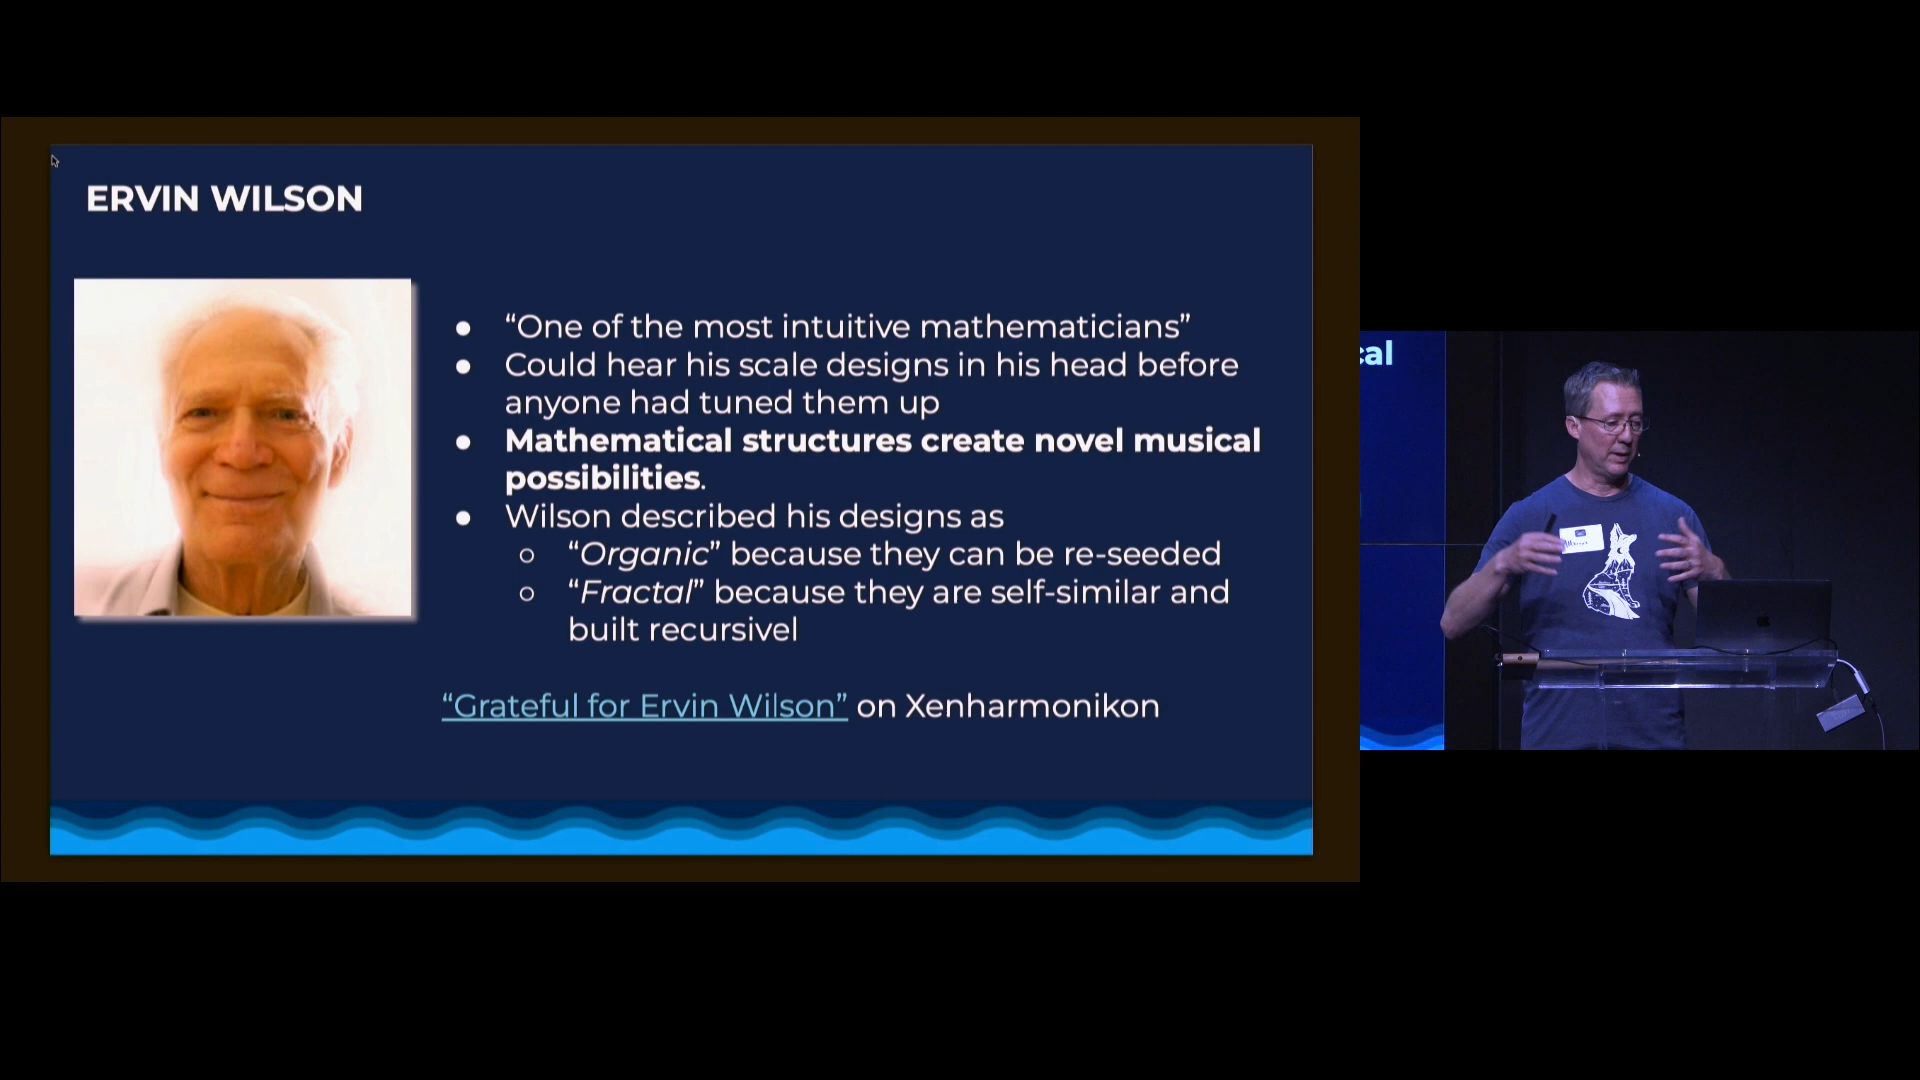 ERVIN WILSON
● “One of the most intuitive mathematicians”
● Could hear his scale designs in his head before
anyone had tuned them up
● Mathematical structures create novel musical
possibilities.
● Wilson described his designs as
○ “Organic” because they can be re-seeded
○ “Fractal” because they are self-similar and
built recursivel
“Grateful for Ervin Wilson” on Xenharmonikon
cal